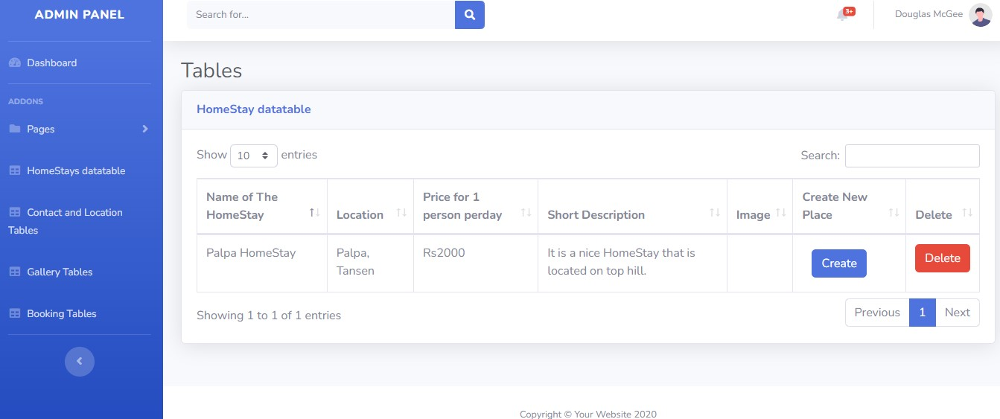 ADMIN PANEL
Search for...
3+
Douglas McGee
Dashboard
ADDONS
Pages
HomeStays datatable
Contact and Location
Tables
Gallery Tables
Booking Tables
Tables
HomeStay datatable
Show 10 entries
Search:
Name of The
HomeStay
Location
Price for 1
person perday
Short Description
Image
Create New
Place
Delete
Palpa HomeStay
Palpa,
Tansen
Rs2000
It is a nice HomeStay that is
located on top hill.
Create
Delete
Showing 1 to 1 of 1 entries
Previous 1 Next
Copyright © Your Website 2020